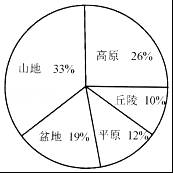 山地 33%
高原 26%
丘陵 10%
盆地 19%
平原 12%